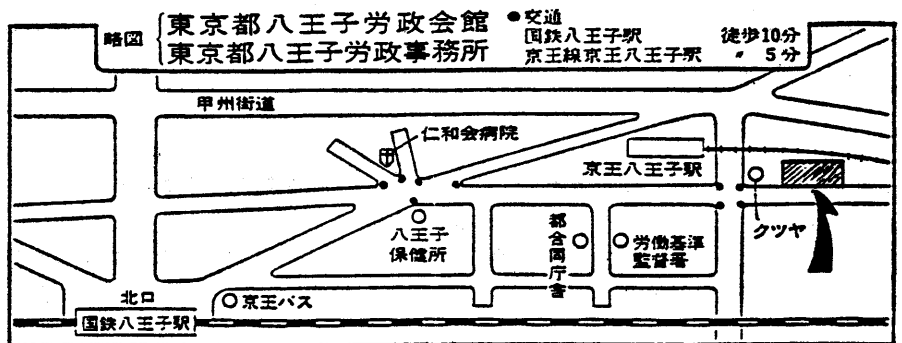 略図
東京都八王子労政会館
東京都八王子労政事務所
●交通
国鉄八王子駅 徒歩10分
京王線京王八王子駅 〃 5分
甲州街道
仁和会病院
京王八王子駅
クツヤ
八王子
保健所
都合同庁舎
労働基準
監督署
北口
京王バス
国鉄八王子駅